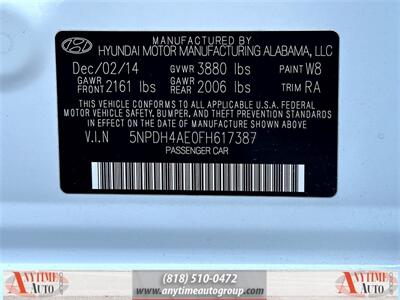 MANUFACTURED BY
HYUNDAI MOTOR MANUFACTURING ALABAMA, LLC
Dec/02/14 GVWR 3880 lbs PAINT W8
GAWR FRONT 2161 lbs GAWR REAR 2006 lbs TRIM RA
THIS VEHICLE CONFORMS TO ALL APPLICABLE U.S. FEDERAL
MOTOR VEHICLE SAFETY, BUMPER, AND THEFT PREVENTION
STANDARDS IN EFFECT ON THE DATE OF MANUFACTURE
SHOWN ABOVE.
V.I.N 5NPDH4AE0FH617387
PASSENGER CAR
ANYTIME AUTO
(818) 510-0472
www.anytimeautogroup.com
ANYTIME AUTO